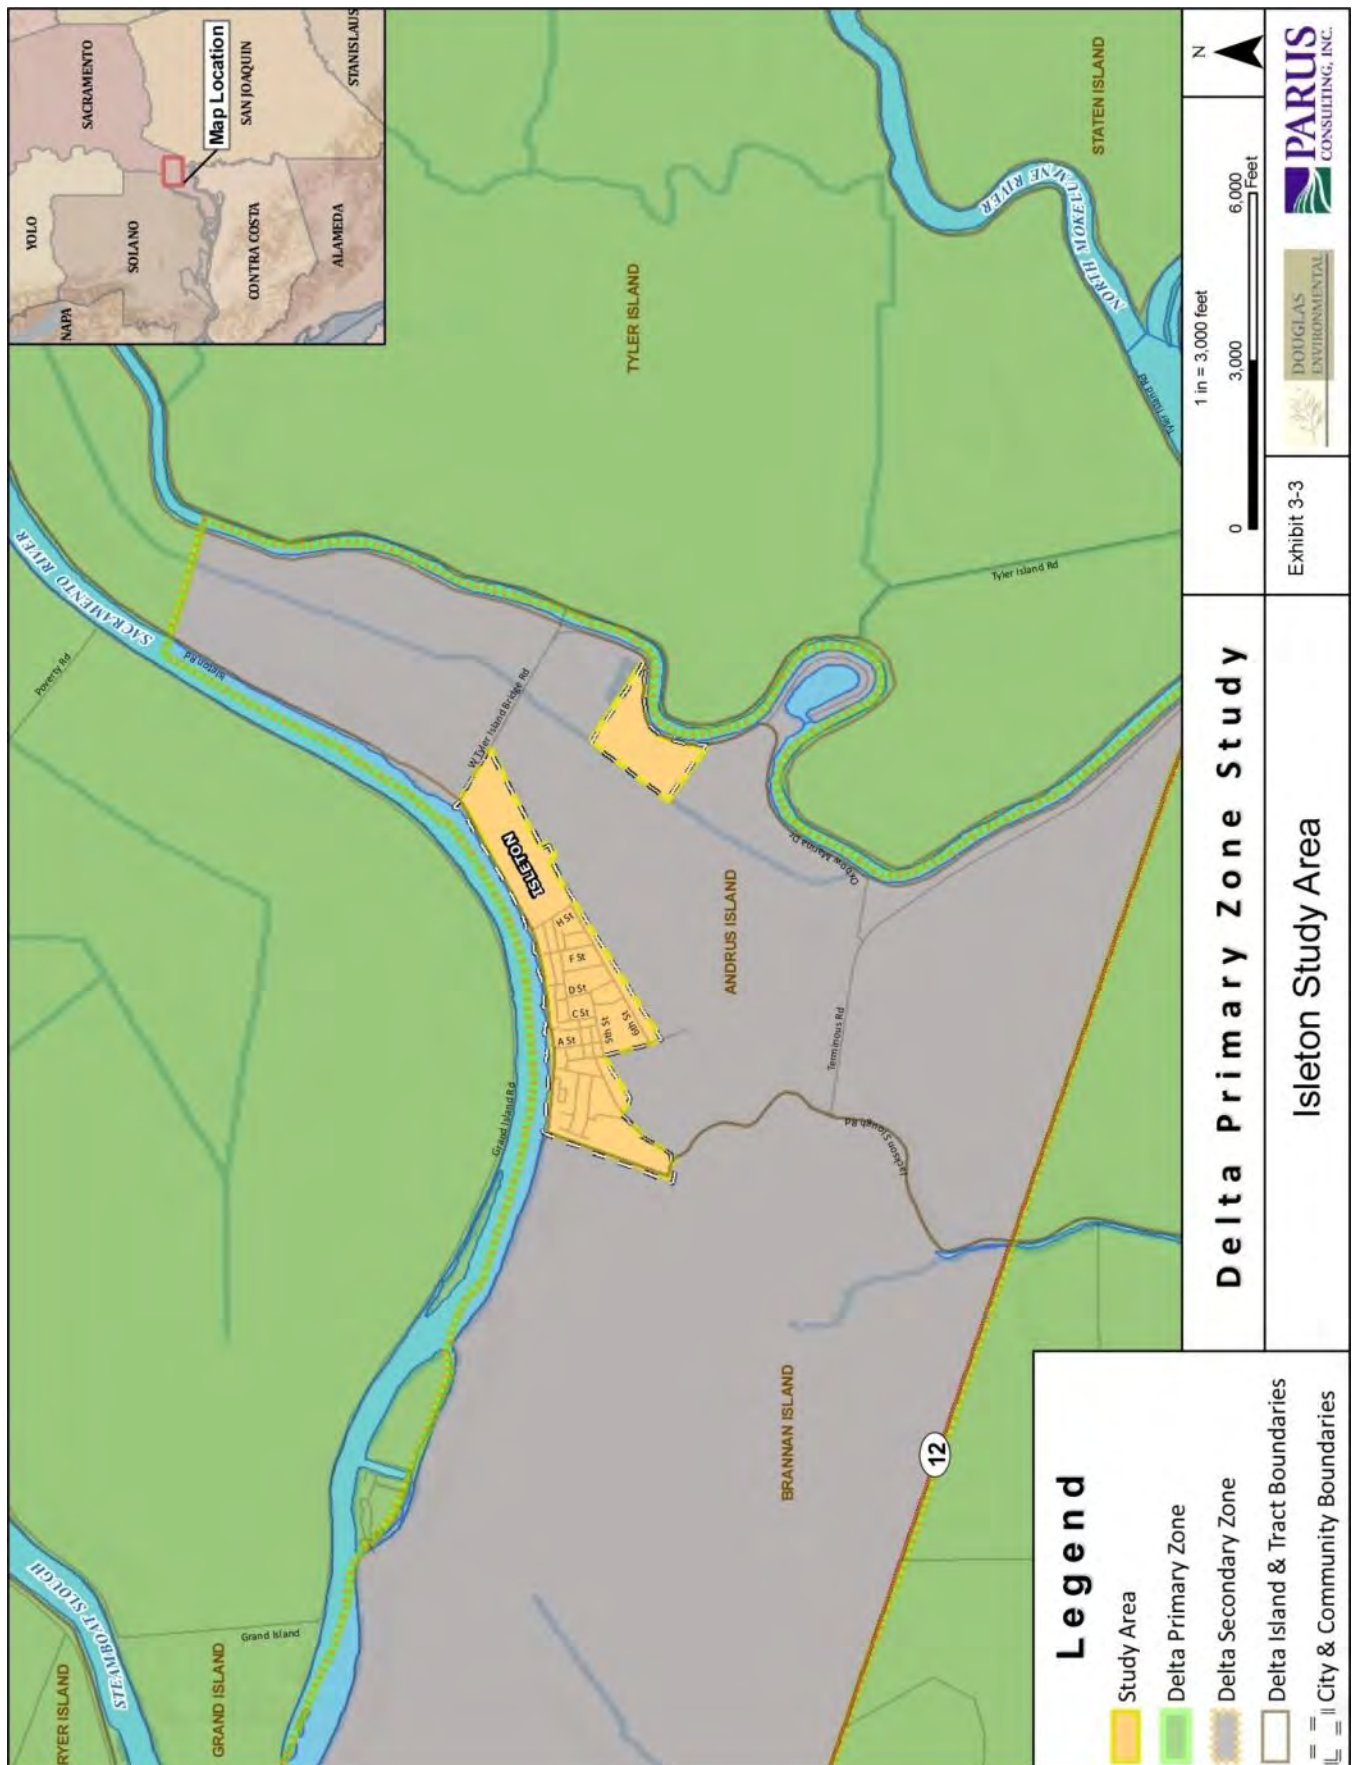 YOLO
SACRAMENTO
NAPA
SOLANO
Map Location
SAN JOAQUIN
CONTRA COSTA
ALAMEDA
STANISLAUS
RYER ISLAND
STEAMBOAT SLOUGH
GRAND ISLAND
Grand Island
Poverty Rd
SACRAMENTO RIVER
Isleton Rd
Grand Island Rd
W Tyler Island Bridge Rd
ISLETON
H St
F St
D St
C St
A St
5th St
6th St
TYLER ISLAND
ANDRUS ISLAND
BRANNAN ISLAND
Oxbow Marina Dr
Terminous Rd
Jackson Slough Rd
Tyler Island Rd
STATEN ISLAND
NORTH MOKELUMNE RIVER
Tyler Island Rd
12
Legend
Study Area
Delta Primary Zone
Delta Secondary Zone
Delta Island & Tract Boundaries
City & Community Boundaries
Delta Primary Zone Study
Isleton Study Area
1 in = 3,000 feet
0 3,000 6,000
Feet
N
Exhibit 3-3
DOUGLAS
ENVIRONMENTAL
PARUS
CONSULTING, INC.